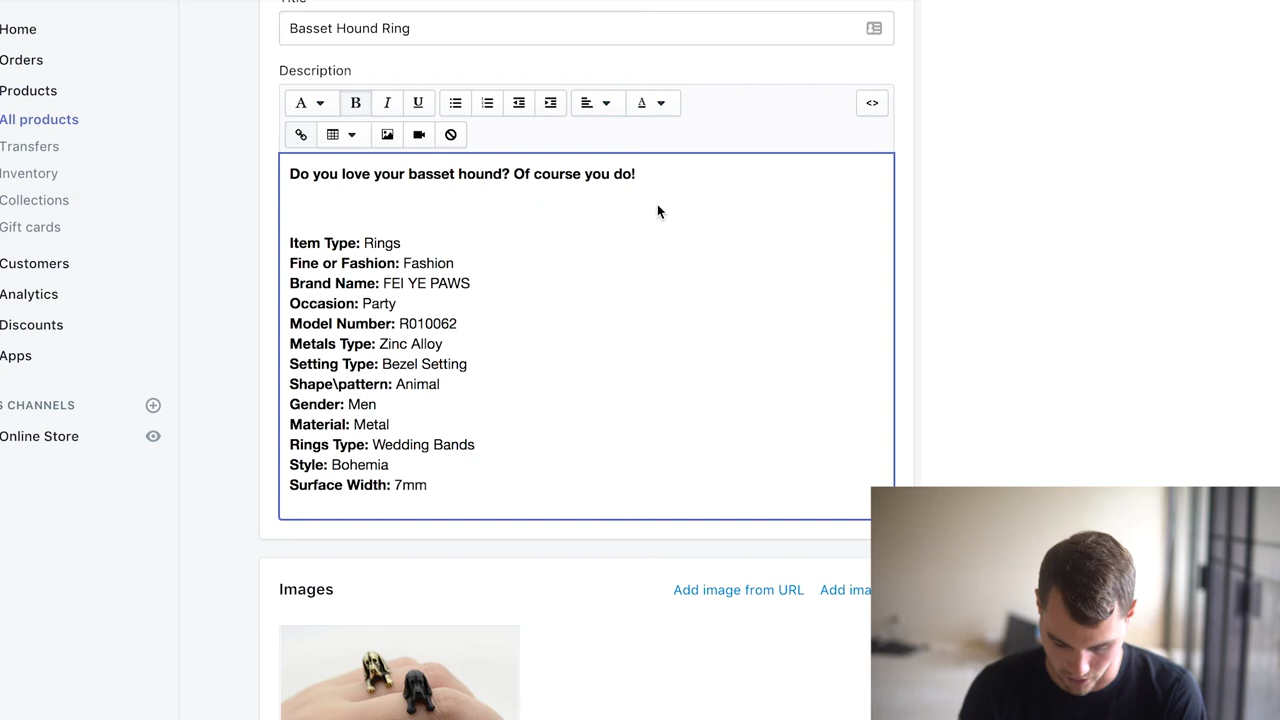 Title
Home
Basset Hound Ring
Orders
Description
Products
A
B
I
U
A
<>
All products
Transfers
Inventory
Collections
Gift cards
Customers
Analytics
Discounts
Apps
S CHANNELS
Online Store
Do you love your basset hound? Of course you do!
Item Type: Rings
Fine or Fashion: Fashion
Brand Name: FEI YE PAWS
Occasion: Party
Model Number: R010062
Metals Type: Zinc Alloy
Setting Type: Bezel Setting
Shape\pattern: Animal
Gender: Men
Material: Metal
Rings Type: Wedding Bands
Style: Bohemia
Surface Width: 7mm
Images
Add image from URL
Add ima